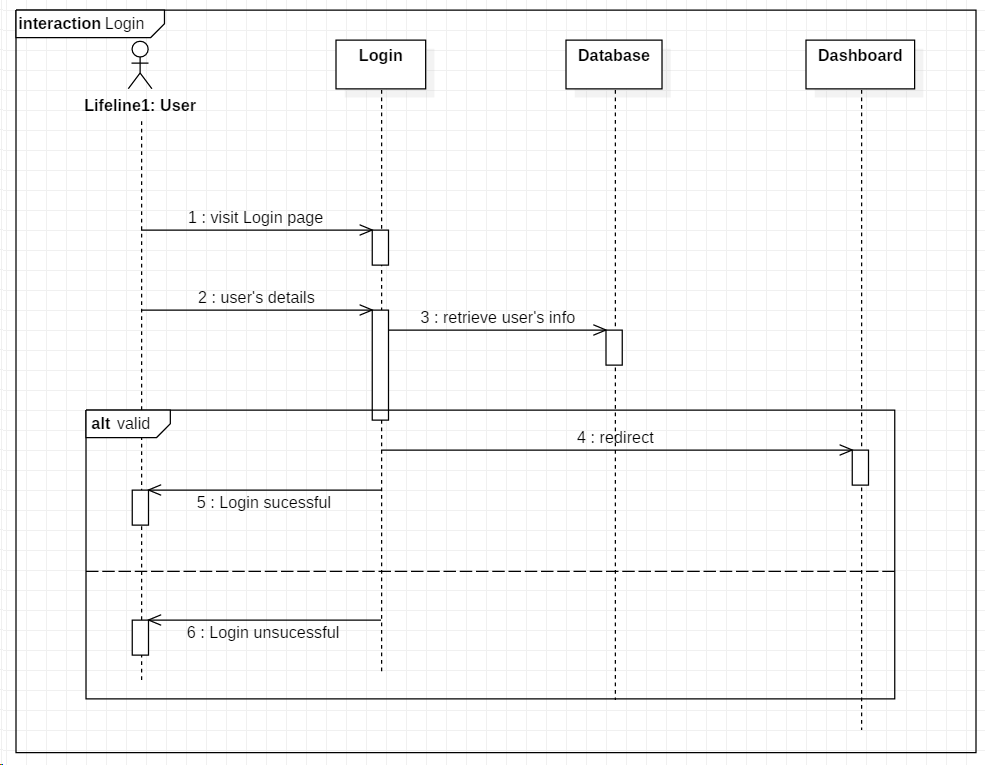 interaction Login
Login
Database
Dashboard
Lifeline1: User
1 : visit Login page
2 : user's details
3 : retrieve user's info
alt valid
4 : redirect
5 : Login sucessful
6 : Login unsucessful